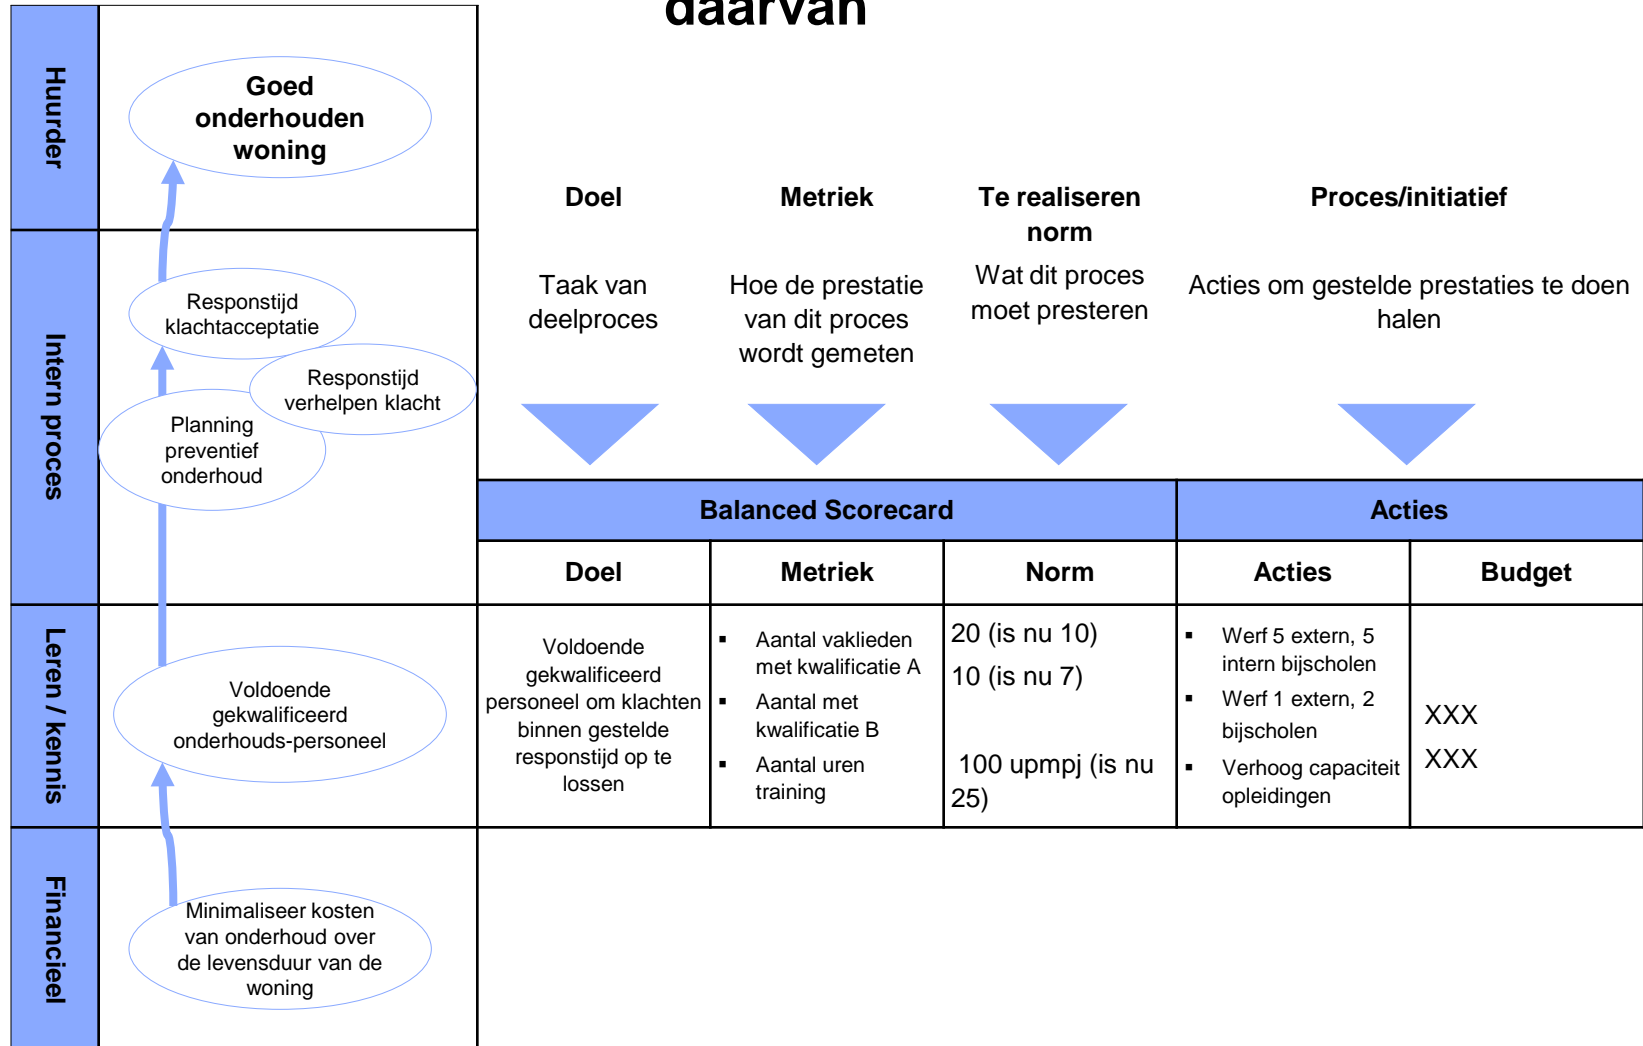 daarvan
Huurder
Goed
onderhouden
woning
Doel
Metriek
Te realiseren
norm
Proces/initiatief
Taak van
deelproces
Hoe de prestatie
van dit proces
wordt gemeten
Wat dit proces
moet presteren
Acties om gestelde prestaties te doen
halen
Intern proces
Responstijd
klachtacceptatie
Responstijd
verhelpen klacht
Planning
preventief
onderhoud
Balanced Scorecard
Acties
Doel
Metriek
Norm
Acties
Budget
Leren / kennis
Voldoende
gekwalificeerd
onderhouds-personeel
Voldoende
gekwalificeerd
personeel om klachten
binnen gestelde
responstijd op te
lossen
▪ Aantal vaklieden
met kwalificatie A
▪ Aantal met
kwalificatie B
▪ Aantal uren
training
20 (is nu 10)
10 (is nu 7)
100 upmpj (is nu
25)
▪ Werf 5 extern, 5
intern bijscholen
▪ Werf 1 extern, 2
bijscholen
▪ Verhoog capaciteit
opleidingen
XXX
XXX
Financieel
Minimaliseer kosten
van onderhoud over
de levensduur van de
woning